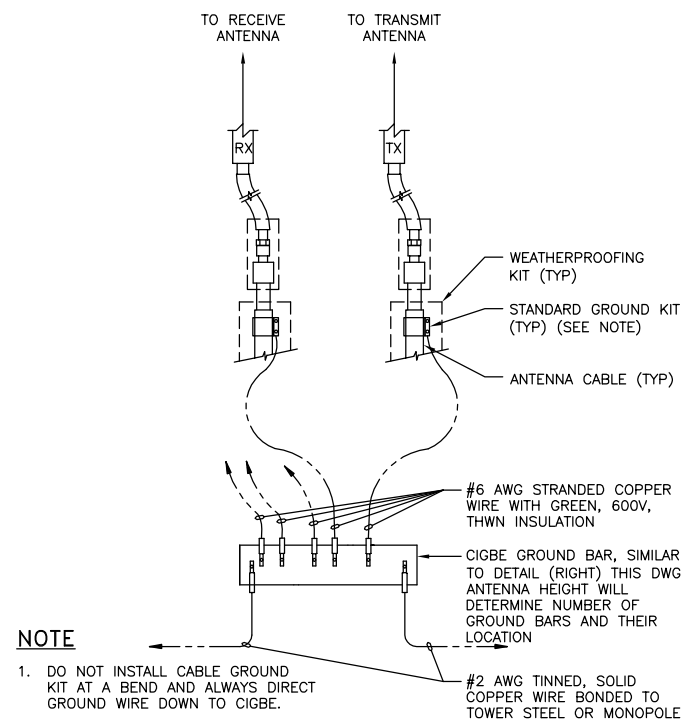 TO RECEIVE
ANTENNA
TO TRANSMIT
ANTENNA
RX
TX
WEATHERPROOFING
KIT (TYP)
STANDARD GROUND KIT
(TYP) (SEE NOTE)
ANTENNA CABLE (TYP)
#6 AWG STRANDED COPPER
WIRE WITH GREEN, 600V,
THWN INSULATION
CIGBE GROUND BAR, SIMILAR
TO DETAIL (RIGHT) THIS DWG
ANTENNA HEIGHT WILL
DETERMINE NUMBER OF
GROUND BARS AND THEIR
LOCATION
#2 AWG TINNED, SOLID
COPPER WIRE BONDED TO
TOWER STEEL OR MONOPOLE
NOTE
1. DO NOT INSTALL CABLE GROUND
KIT AT A BEND AND ALWAYS DIRECT
GROUND WIRE DOWN TO CIGBE.